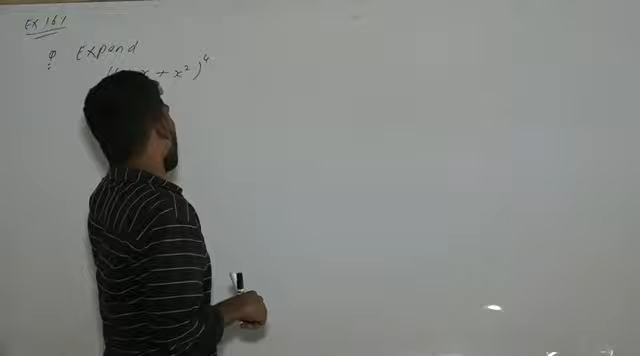 EX 16.1
Q: Expand
x + x²)⁴